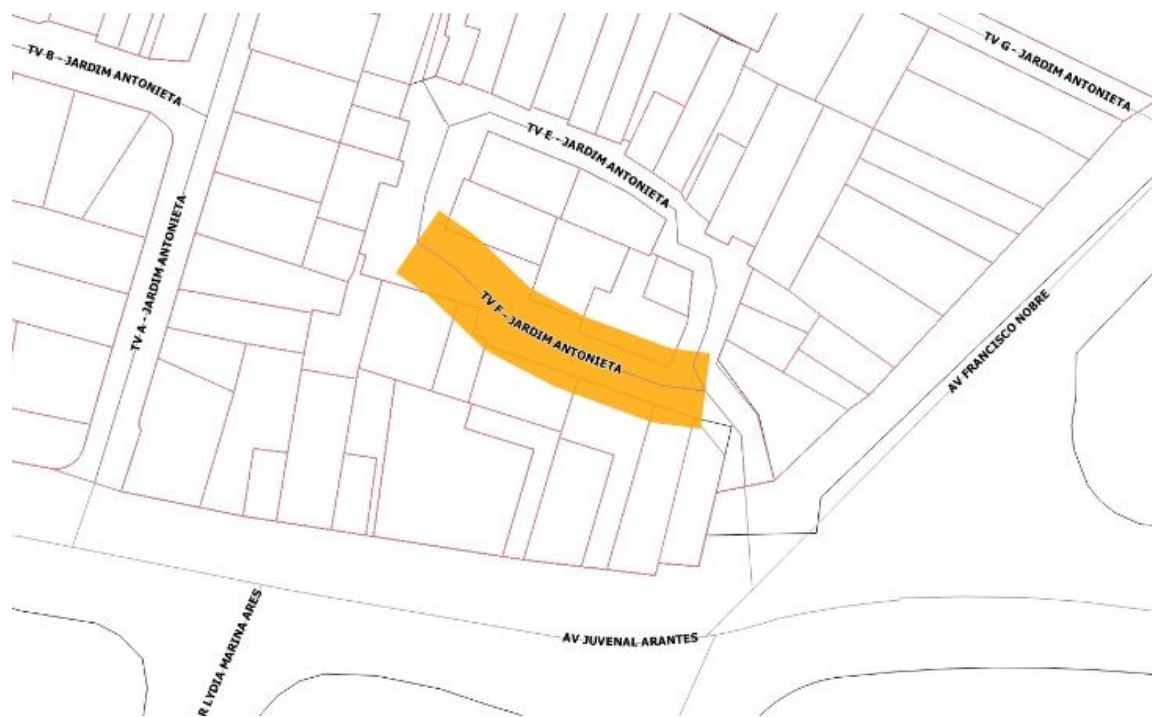 TV B - JARDIM ANTONIETA
TV G - JARDIM ANTONIETA
TV E - JARDIM ANTONIETA
TV A - JARDIM ANTONIETA
TV F - JARDIM ANTONIETA
AV FRANCISCO NOBRE
R LYDIA MARINA ARES
AV JUVENAL ARANTES